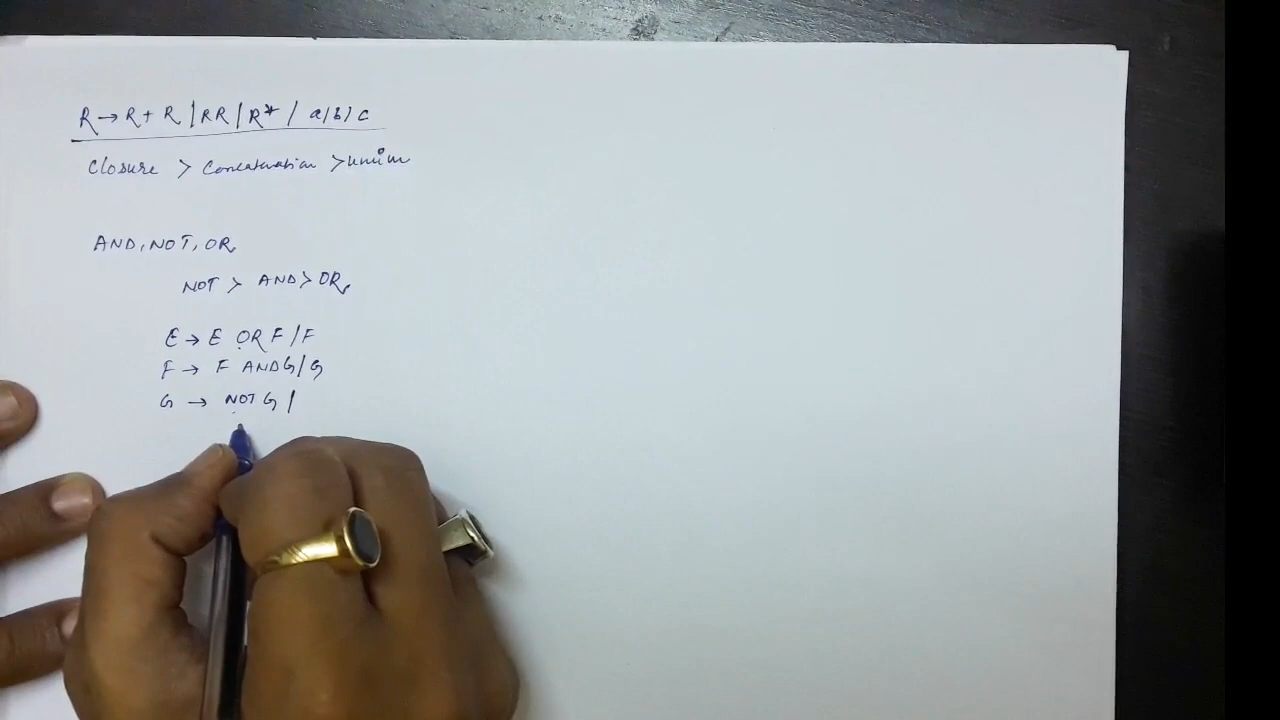 R → R + R | RR | R* / a/b/c
Closure > Concatenation > Union
AND, NOT, OR
NOT > AND > OR
E → E OR F / F
F → F AND G / G
G → NOT G /